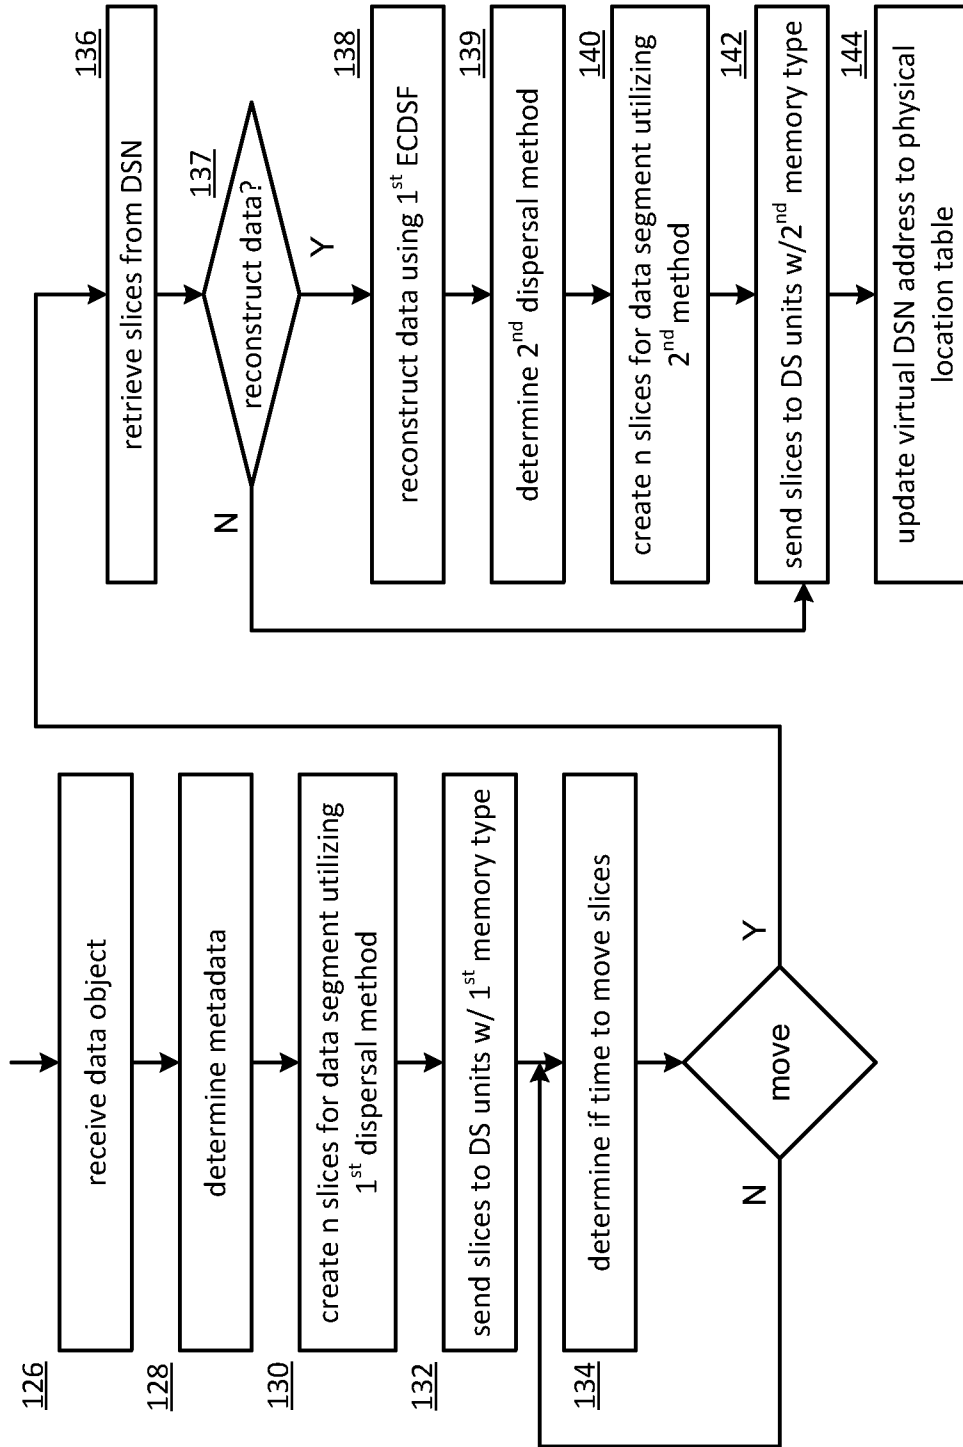 126
receive data object
128
determine metadata
130
create n slices for data segment utilizing
1st dispersal method
132
send slices to DS units w/ 1st memory type
134
determine if time to move slices
move
N
Y
136
retrieve slices from DSN
137
reconstruct data?
N
Y
138
reconstruct data using 1st ECDSF
139
determine 2nd dispersal method
140
create n slices for data segment utilizing
2nd method
142
send slices to DS units w/2nd memory type
144
update virtual DSN address to physical
location table